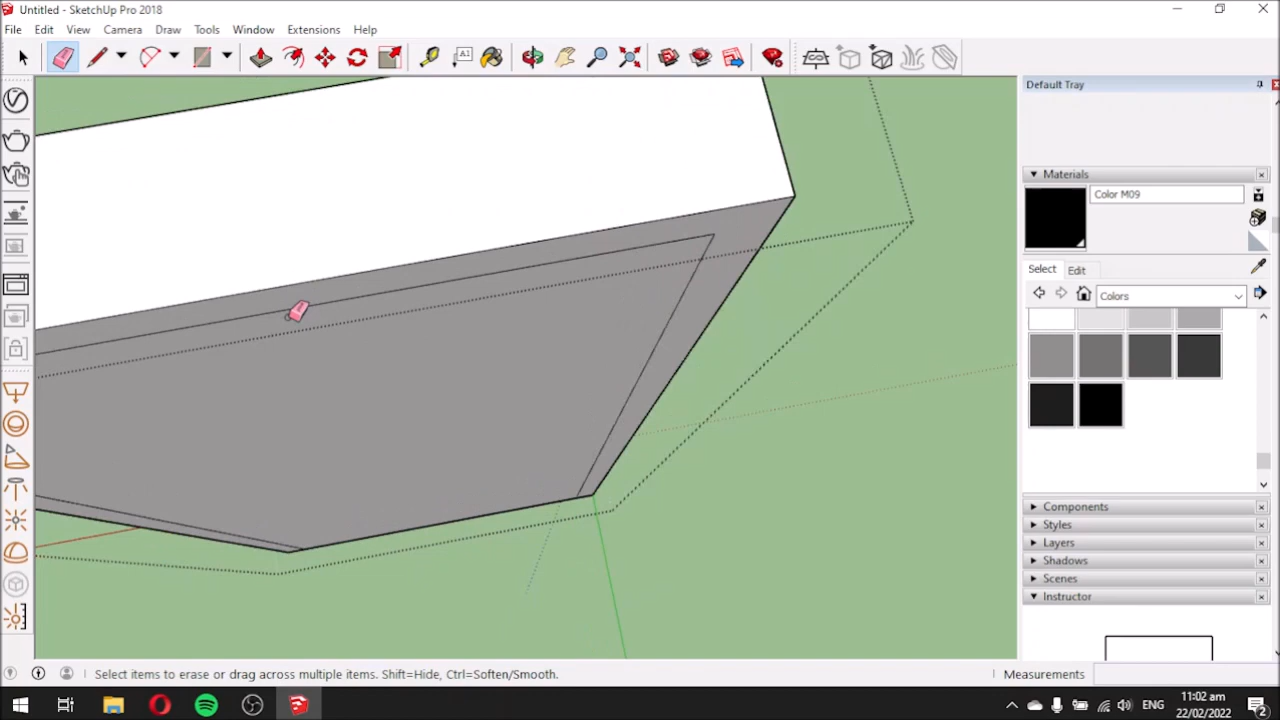 Untitled - SketchUp Pro 2018
File Edit View Camera Draw Tools Window Extensions Help
A1
Default Tray
Materials
Color M09
Select Edit
Colors
Components
Styles
Layers
Shadows
Scenes
Instructor
Select items to erase or drag across multiple items. Shift=Hide, Ctrl=Soften/Smooth.
Measurements
ENG
11:02 am
22/02/2022
2